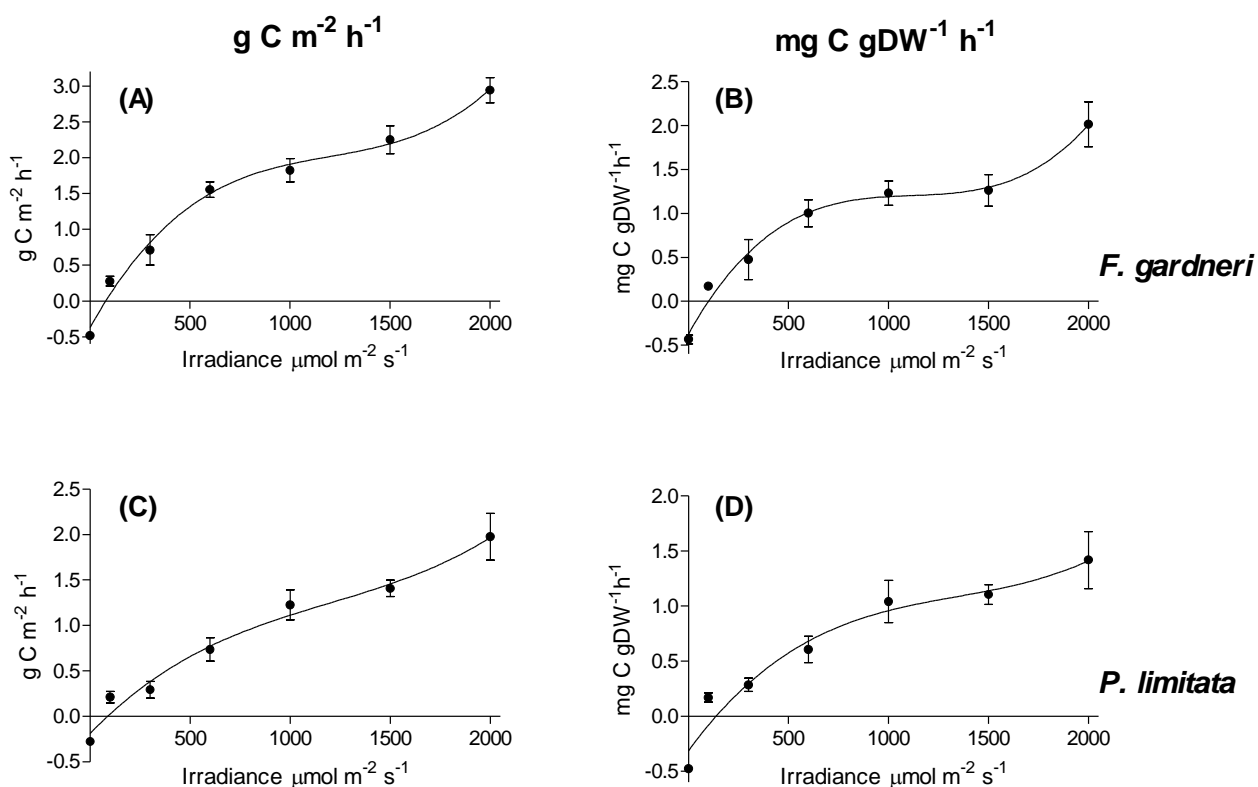 g C m⁻² h⁻¹
mg C gDW⁻¹ h⁻¹
(A)
g C m⁻² h⁻¹
3.0
2.5
2.0
1.5
1.0
0.5
0.0
-0.5
500 1000 1500 2000
Irradiance μmol m⁻² s⁻¹
(B)
mg C gDW⁻¹h⁻¹
2.5
2.0
1.5
1.0
0.5
0.0
-0.5
500 1000 1500 2000
Irradiance μmol m⁻² s⁻¹
F. gardneri
(C)
g C m⁻² h⁻¹
2.5
2.0
1.5
1.0
0.5
0.0
-0.5
500 1000 1500 2000
Irradiance μmol m⁻² s⁻¹
(D)
mg C gDW⁻¹h⁻¹
2.0
1.5
1.0
0.5
0.0
-0.5
500 1000 1500 2000
Irradiance μmol m⁻² s⁻¹
P. limitata